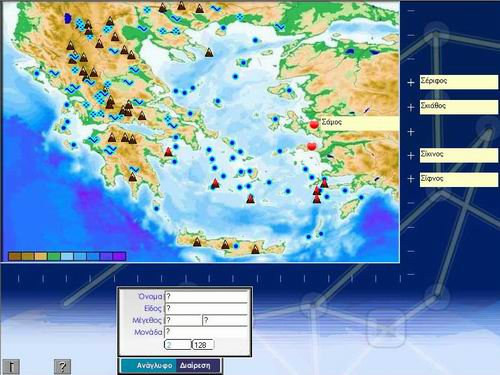 Σάμος
Σέριφος
Σκιάθος
Σίκινος
Σίφνος
Όνομα ?
Είδος ?
Μέγεθος ? ?
Μονάδα ?
2 128
Ανάγλυφο Διαίρεση
?